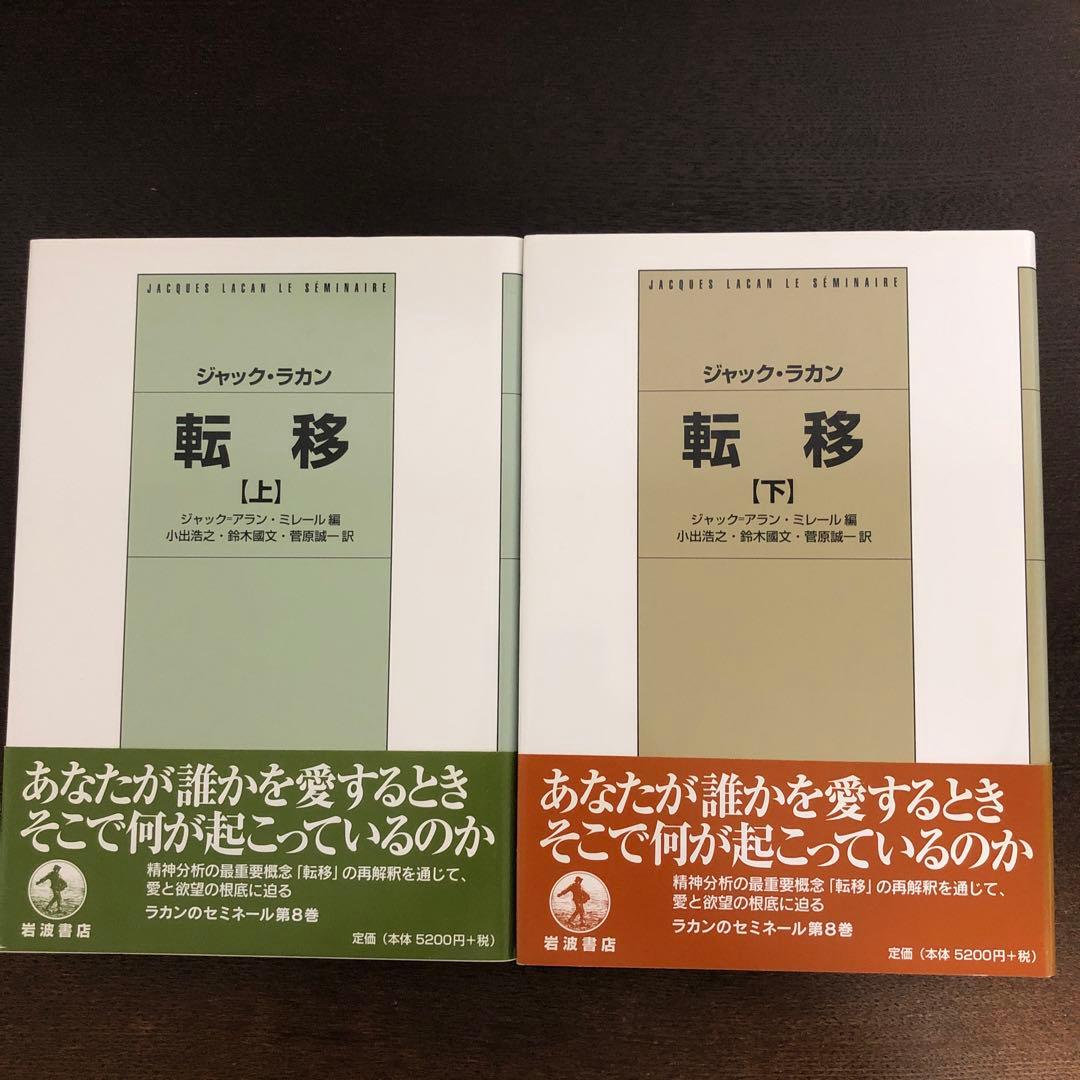 JACQUES LACAN LE SÉMINAIRE
ジャック・ラカン
転移
【上】
ジャック=アラン・ミレール 編
小出浩之・鈴木國文・菅原誠一 訳
あなたが誰かを愛するとき
そこで何が起こっているのか
精神分析の最重要概念「転移」の再解釈を通じて、
愛と欲望の根底に迫る
ラカンのセミネール第8巻
岩波書店
定価(本体 5200円+税)
JACQUES LACAN LE SÉMINAIRE
ジャック・ラカン
転移
【下】
ジャック=アラン・ミレール 編
小出浩之・鈴木國文・菅原誠一 訳
あなたが誰かを愛するとき
そこで何が起こっているのか
精神分析の最重要概念「転移」の再解釈を通じて、
愛と欲望の根底に迫る
ラカンのセミネール第8巻
岩波書店
定価(本体 5200円+税)